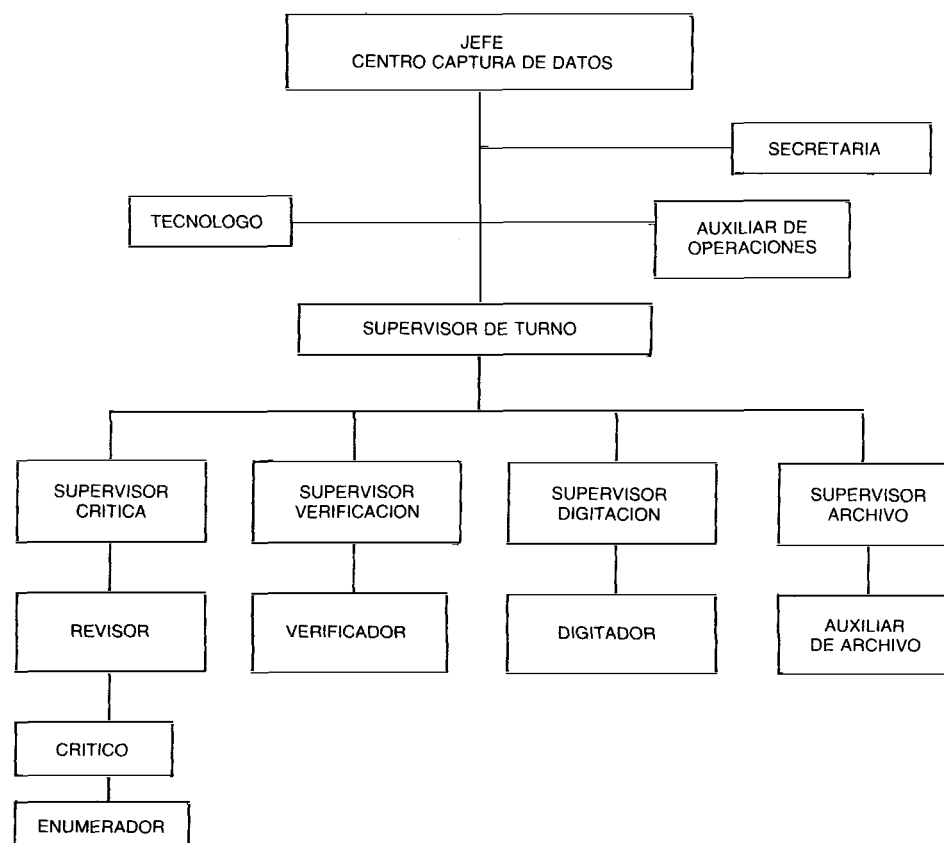 JEFE
CENTRO CAPTURA DE DATOS
SECRETARIA
TECNOLOGO
AUXILIAR DE
OPERACIONES
SUPERVISOR DE TURNO
SUPERVISOR
CRITICA
SUPERVISOR
VERIFICACION
SUPERVISOR
DIGITACION
SUPERVISOR
ARCHIVO
REVISOR
VERIFICADOR
DIGITADOR
AUXILIAR
DE ARCHIVO
CRITICO
ENUMERADOR